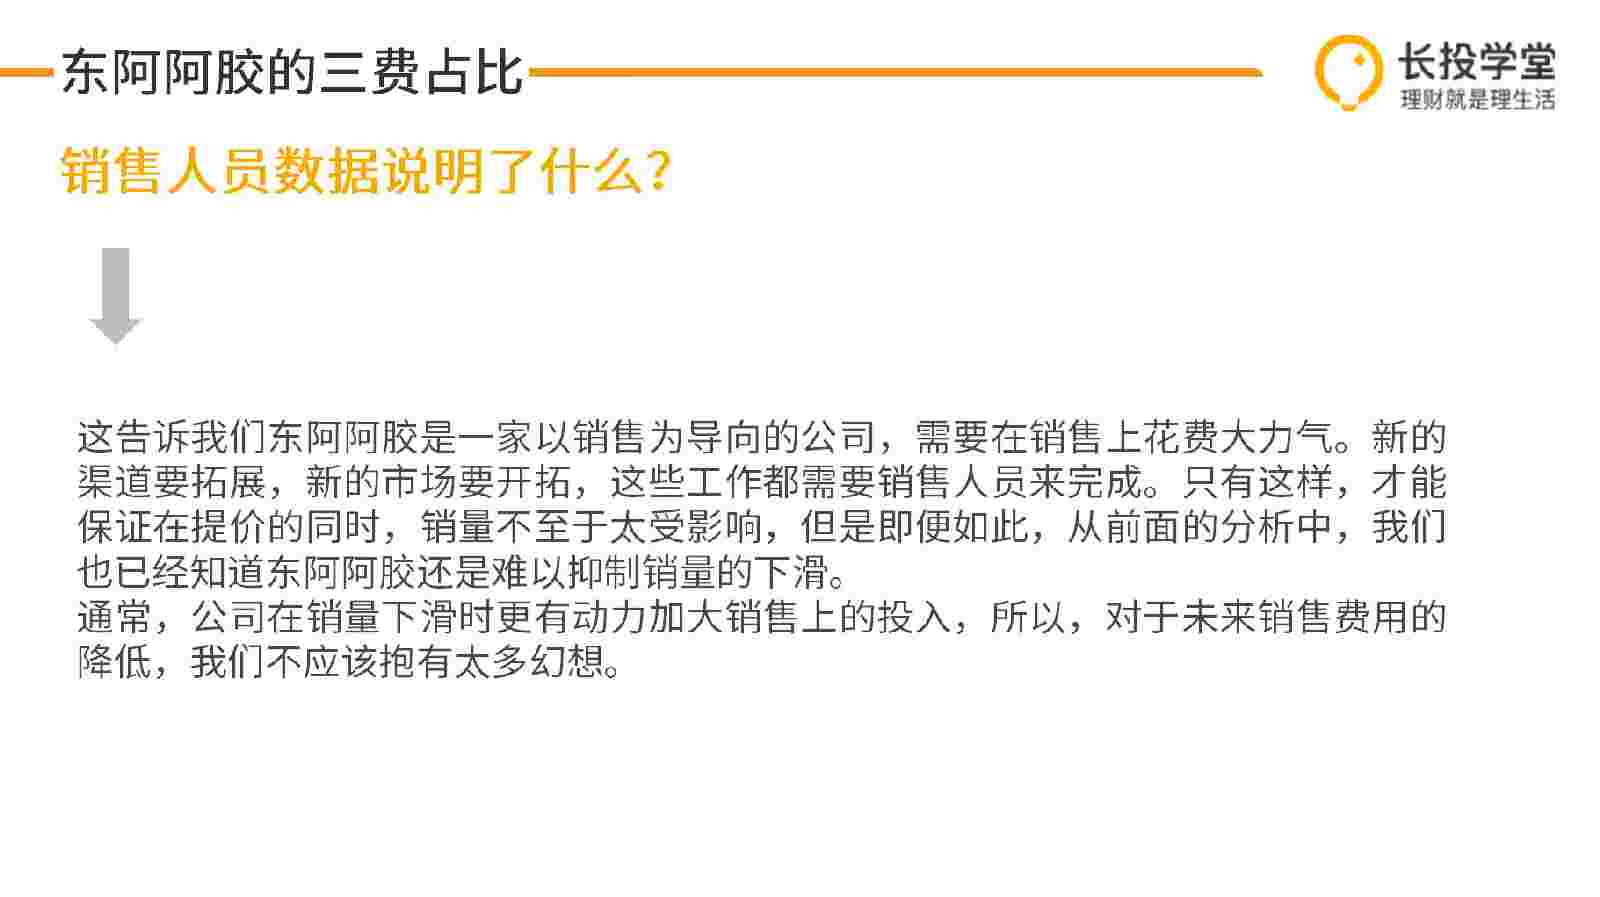 东阿阿胶的三费占比
长投学堂
理财就是理生活
销售人员数据说明了什么？
这告诉我们东阿阿胶是一家以销售为导向的公司，需要在销售上花费大力气。新的
渠道要拓展，新的市场要开拓，这些工作都需要销售人员来完成。只有这样，才能
保证在提价的同时，销量不至于太受影响，但是即便如此，从前面的分析中，我们
也已经知道东阿阿胶还是难以抑制销量的下滑。
通常，公司在销量下滑时更有动力加大销售上的投入，所以，对于未来销售费用的
降低，我们不应该抱有太多幻想。